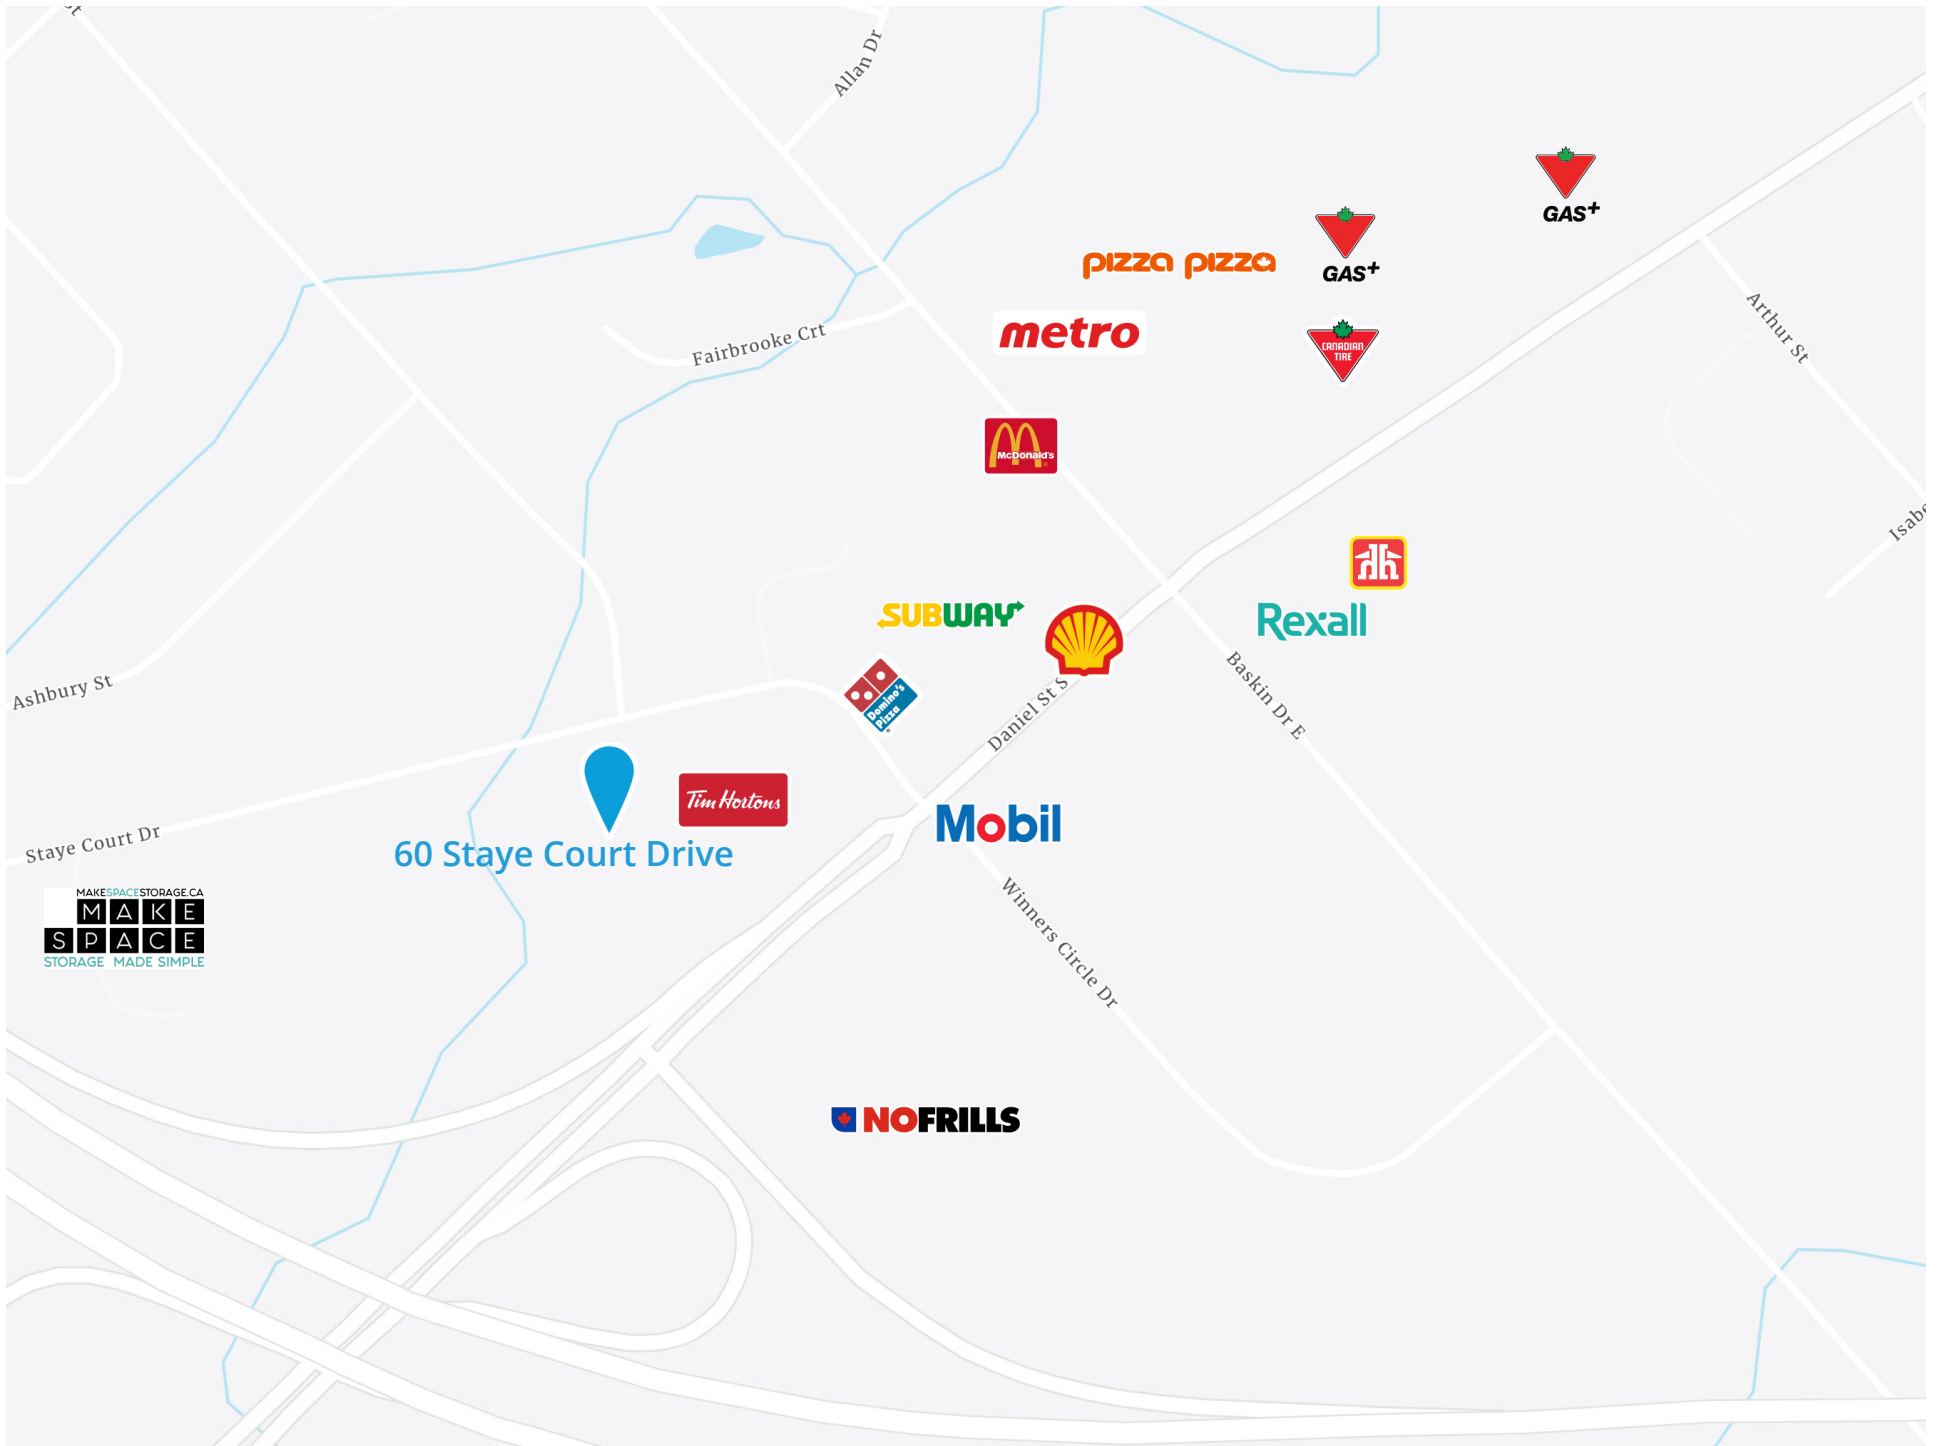 St
Allan Dr
GAS+
GAS+
pizza pizza
Arthur St
metro
CANADIAN
TIRE
Fairbrooke Crt
McDonald's
SUBWAY
Rexall
Ashbury St
Domino's
Pizza
Daniel St S
Baskin Dr E
Tim Hortons
Mobil
60 Staye Court Drive
Staye Court Dr
MAKESPACESTORAGE.CA
MAKE
SPACE
STORAGE MADE SIMPLE
Winners Circle Dr
NOFRILLS